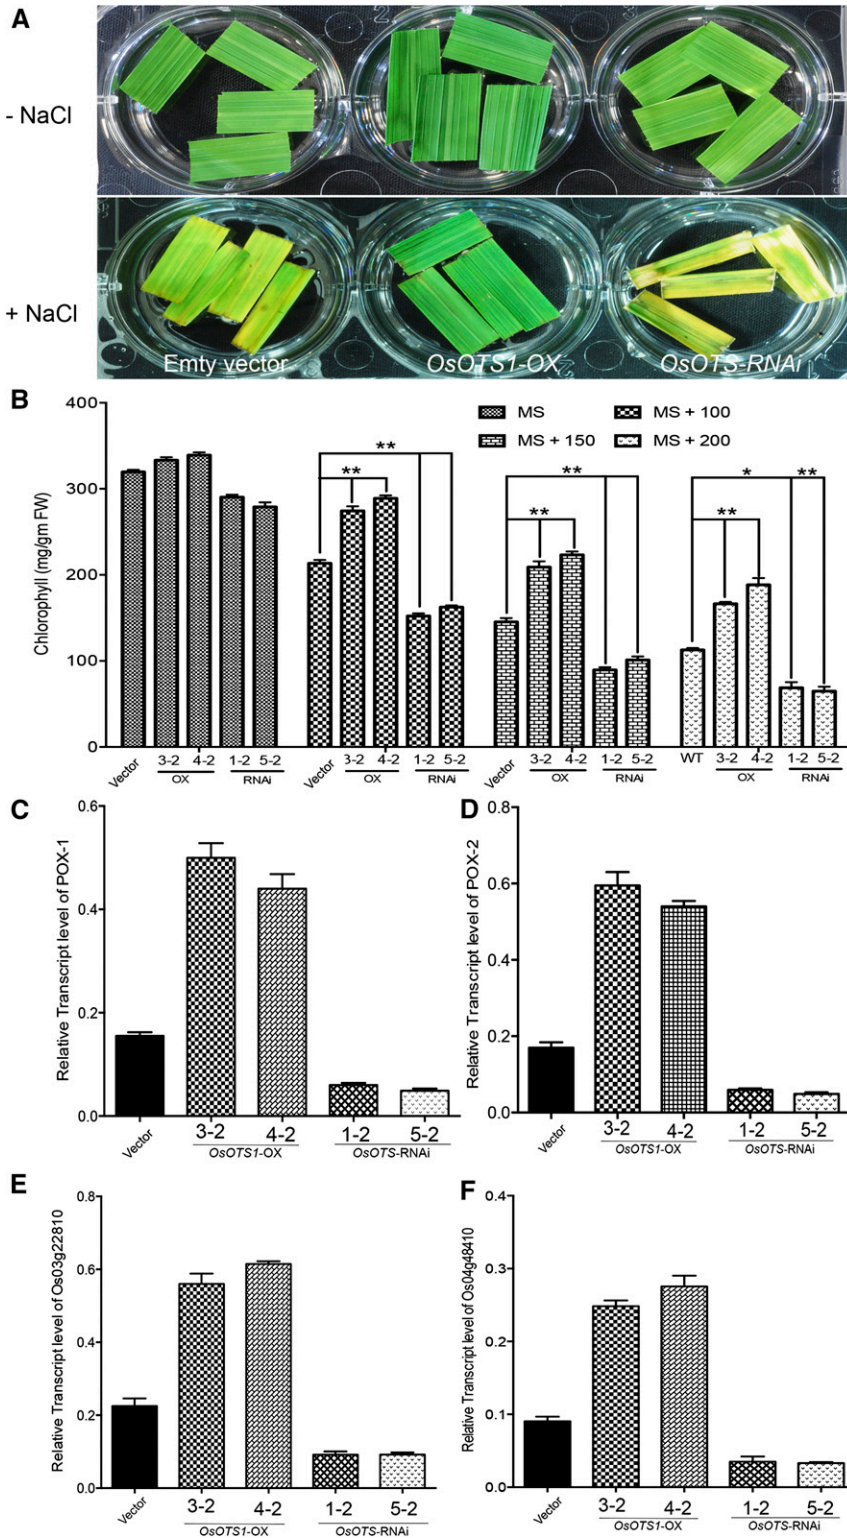 A
- NaCl
+ NaCl
Emty vector
OsOTS1-OX
OsOTS-RNAi
B
Chlorophyll (mg/gm FW)
400
300
200
100
0
MS
MS + 100
MS + 150
MS + 200
** ** ** ** ** * **
Vector 3-2 4-2 1-2 5-2 Vector 3-2 4-2 1-2 5-2 Vector 3-2 4-2 1-2 5-2 WT 3-2 4-2 1-2 5-2
OX RNAi OX RNAi OX RNAi OX RNAi
C
Relative Transcript level of POX-1
0.6
0.4
0.2
0.0
Vector 3-2 4-2 1-2 5-2
OsOTS1-OX OsOTS-RNAi
D
Relative Transcript level of POX-2
0.8
0.6
0.4
0.2
0.0
Vector 3-2 4-2 1-2 5-2
OsOTS1-OX OsOTS-RNAi
E
Relative Transcript level of Os03g22810
0.8
0.6
0.4
0.2
0.0
Vector 3-2 4-2 1-2 5-2
OsOTS1-OX OsOTS-RNAi
F
Relative Transcript level of Os04g48410
0.4
0.3
0.2
0.1
0.0
Vector 3-2 4-2 1-2 5-2
OsOTS1-OX OsOTS-RNAi